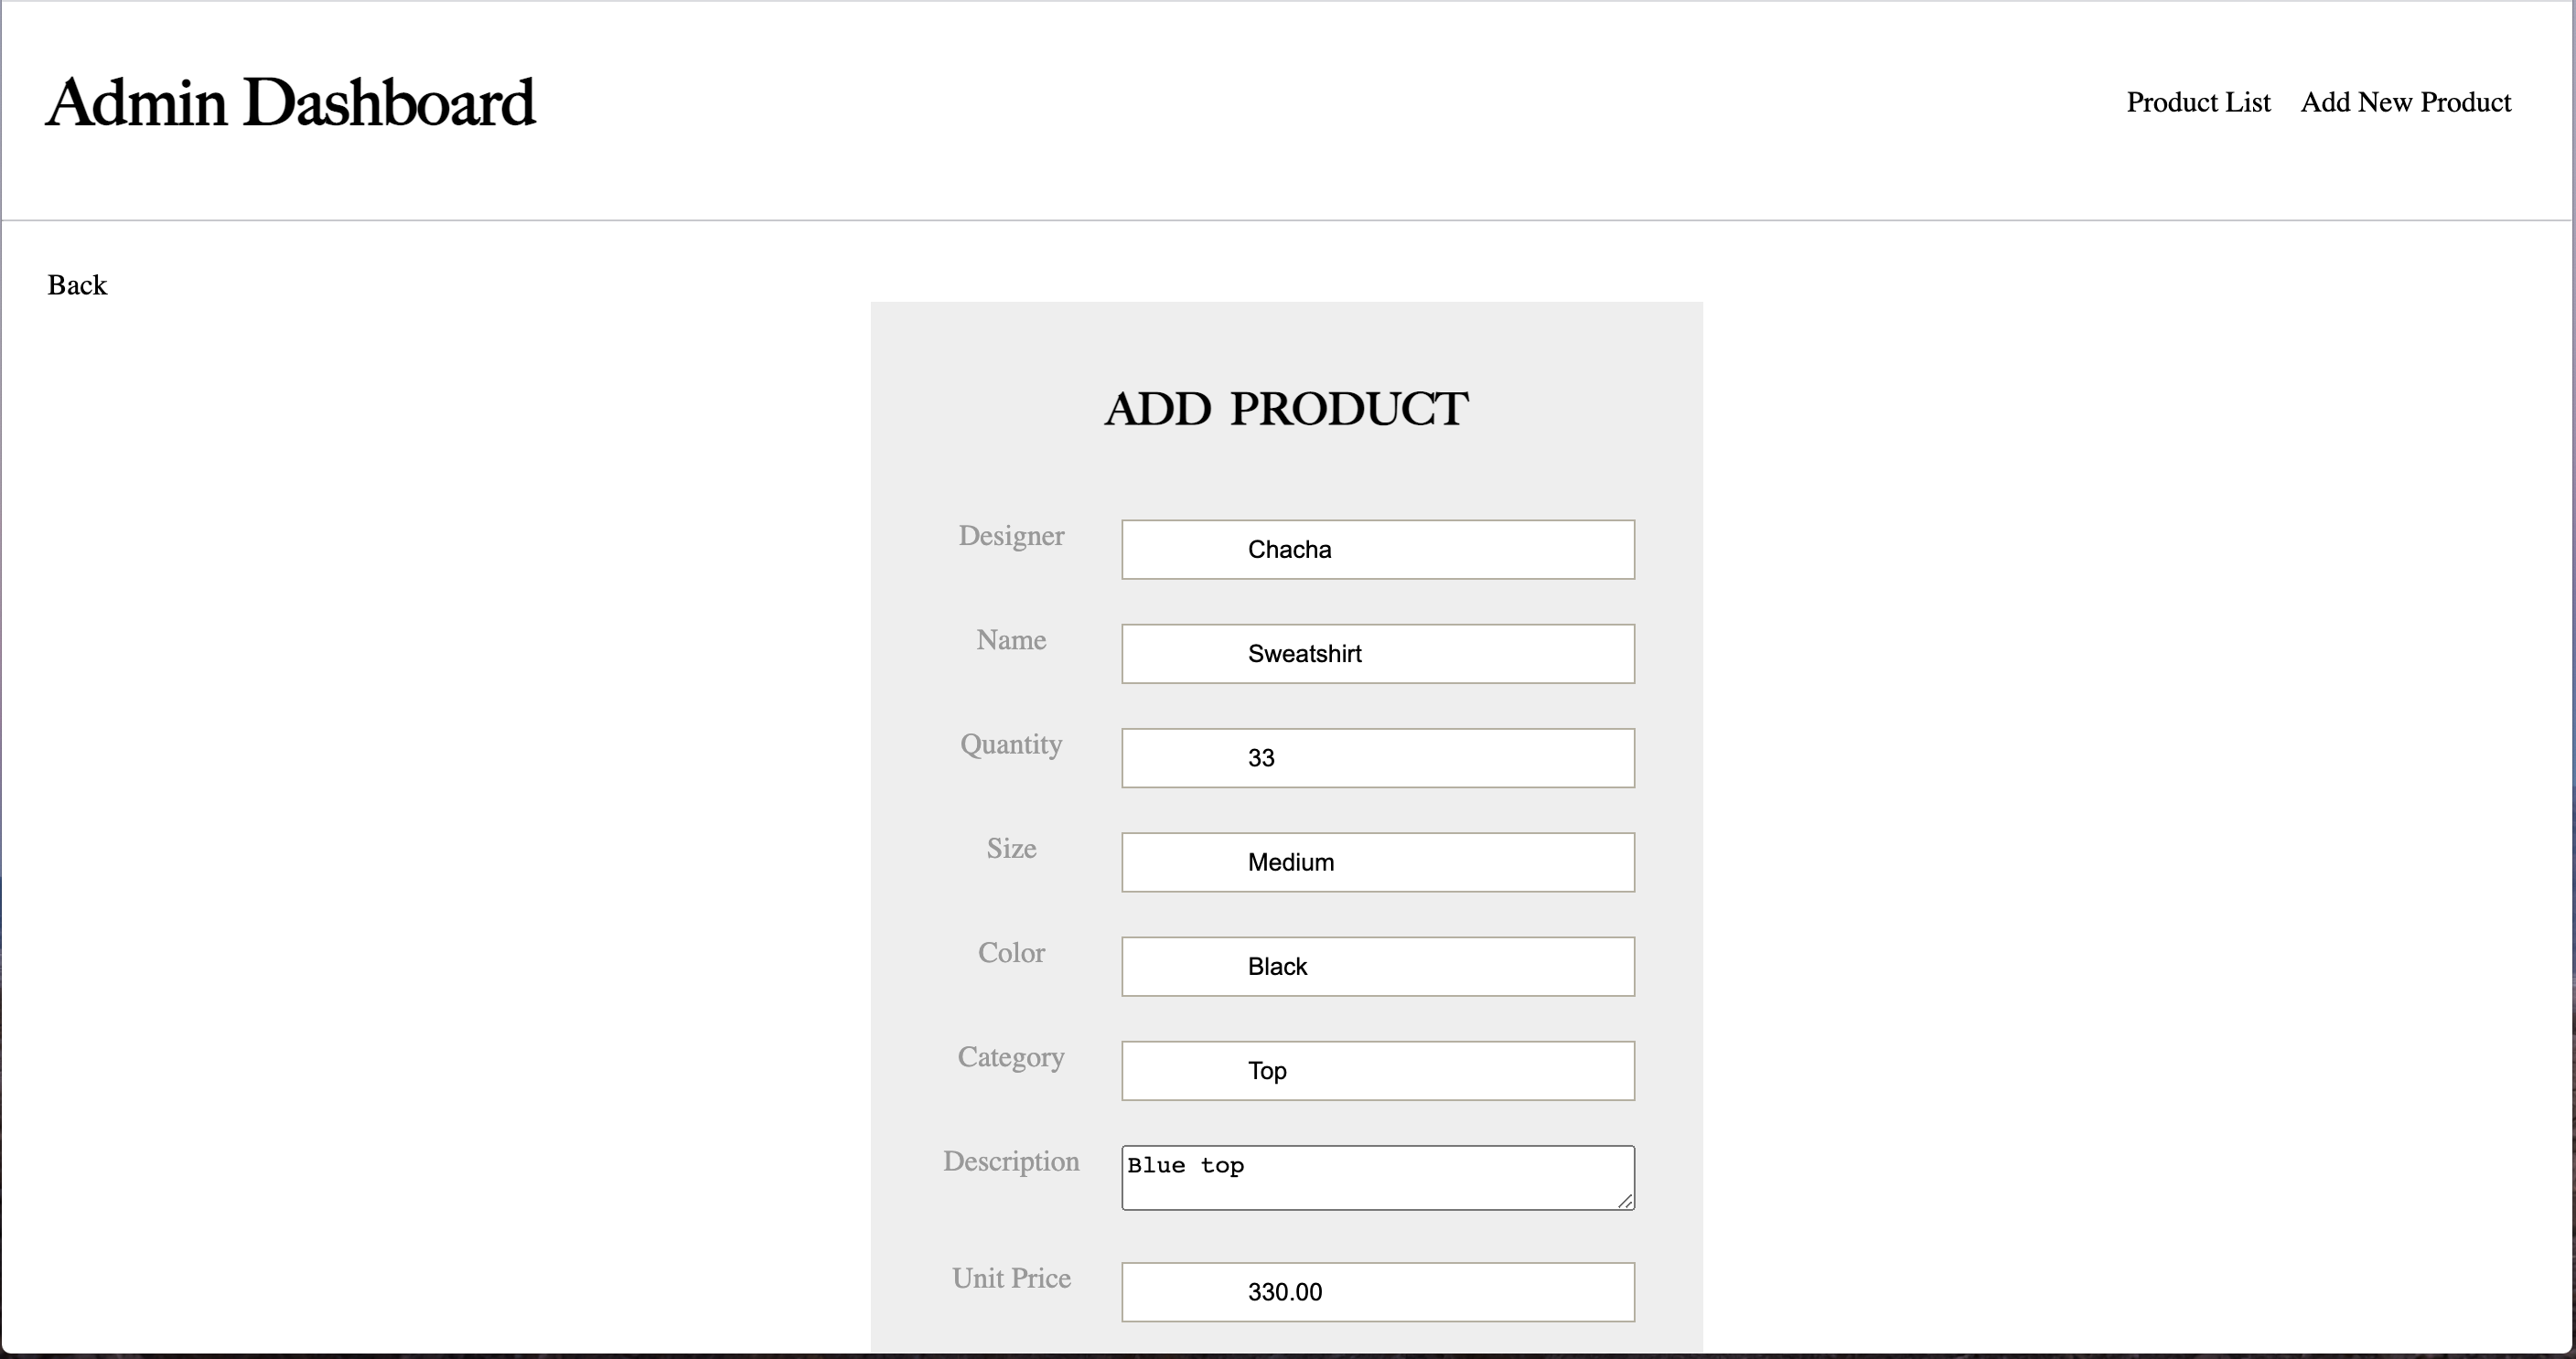 Admin Dashboard
Product List Add New Product
Back
ADD PRODUCT
Designer Chacha
Name Sweatshirt
Quantity 33
Size Medium
Color Black
Category Top
Description Blue top
Unit Price 330.00